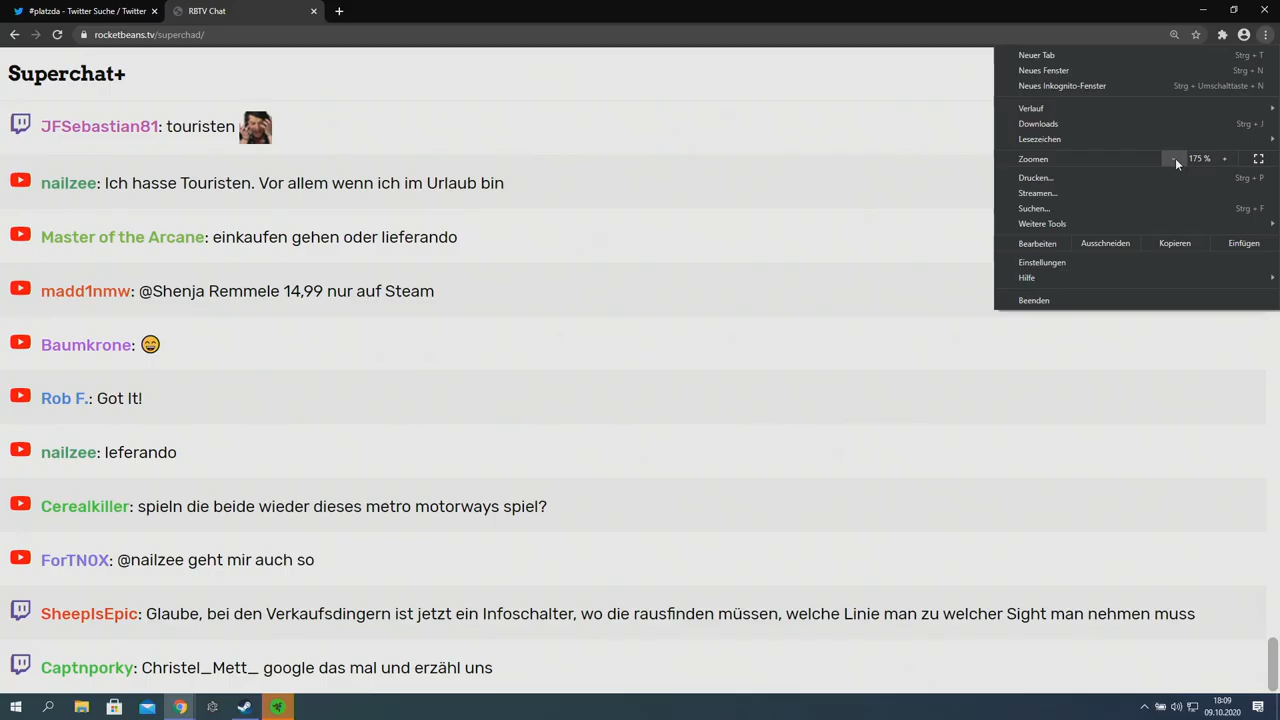 #platzda - Twitter Suche / Twitter
RBTV Chat
rocketbeans.tv/superchad/
Superchat+
JFSebastian81: touristen
nailzee: Ich hasse Touristen. Vor allem wenn ich im Urlaub bin
Master of the Arcane: einkaufen gehen oder lieferando
madd1nmw: @Shenja Remmele 14,99 nur auf Steam
Baumkrone: 😄
Rob F.: Got It!
nailzee: leferando
Cerealkiller: spieln die beide wieder dieses metro motorways spiel?
ForTN0X: @nailzee geht mir auch so
SheepIsEpic: Glaube, bei den Verkaufsdingern ist jetzt ein Infoschalter, wo die rausfinden müssen, welche Linie man zu welcher Sight man nehmen muss
Captnporky: Christel_Mett_ google das mal und erzähl uns
Neuer Tab Strg + T
Neues Fenster Strg + N
Neues Inkognito-Fenster Strg + Umschalttaste + N
Verlauf
Downloads Strg + J
Lesezeichen
Zoomen - 175 % +
Drucken... Strg + P
Streamen...
Suchen... Strg + F
Weitere Tools
Bearbeiten Ausschneiden Kopieren Einfügen
Einstellungen
Hilfe
Beenden
18:09
09.10.2020